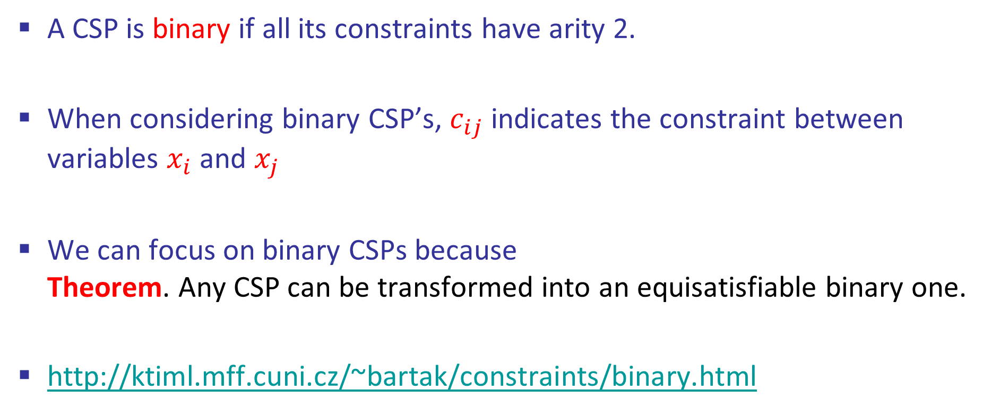 ▪ A CSP is binary if all its constraints have arity 2.
▪ When considering binary CSP’s, c_{ij} indicates the constraint between
variables x_i and x_j
▪ We can focus on binary CSPs because
Theorem. Any CSP can be transformed into an equisatisfiable binary one.
▪ http://ktiml.mff.cuni.cz/~bartak/constraints/binary.html